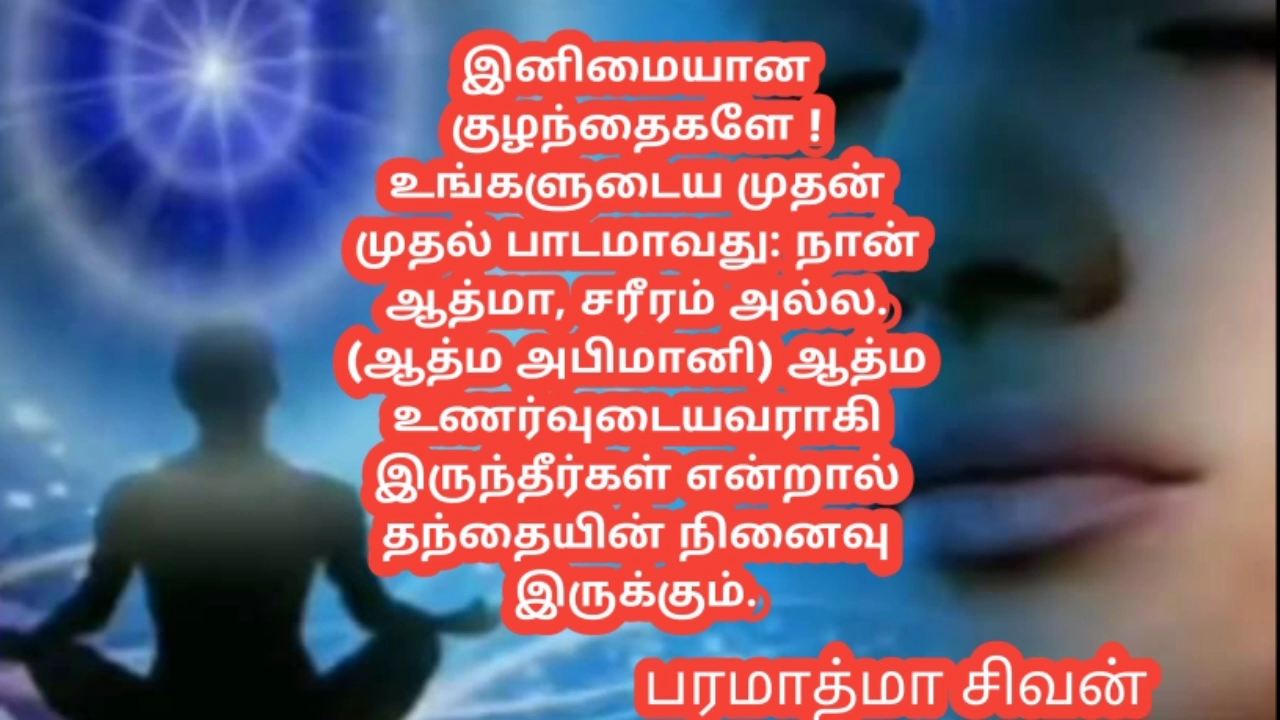 இனிமையான
குழந்தைகளே !
உங்களுடைய முதன்
முதல் பாடமாவது: நான்
ஆத்மா, சரீரம் அல்ல.
(ஆத்ம அபிமானி) ஆத்ம
உணர்வுடையவராகி
இருந்தீர்கள் என்றால்
தந்தையின் நினைவு
இருக்கும்.
பரமாத்மா சிவன்